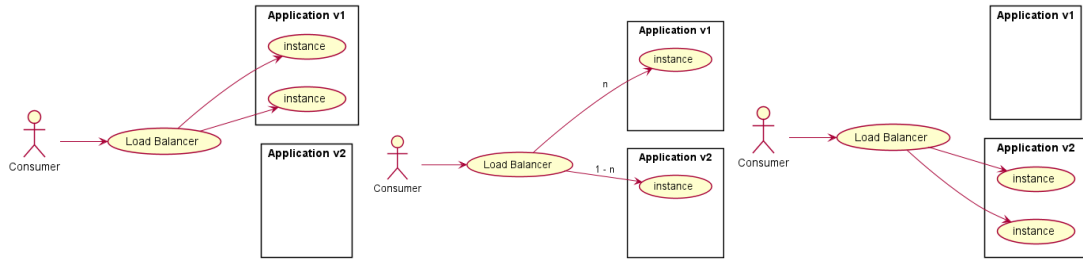 Application v1
instance
instance
Load Balancer
Consumer
Application v2
Application v1
instance
n
Load Balancer
Consumer
1 - n
Application v2
instance
Application v1
Load Balancer
Consumer
Application v2
instance
instance